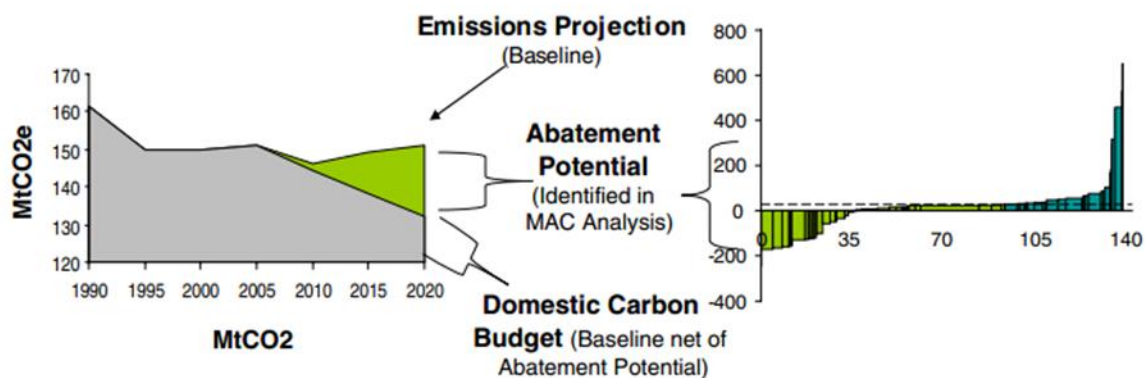 Emissions Projection
(Baseline)
170
160
150
140
130
120
MtCO2e
1990 1995 2000 2005 2010 2015 2020
MtCO2
Abatement
Potential
(Identified in
MAC Analysis)
Domestic Carbon
Budget (Baseline net of
Abatement Potential)
800
600
400
200
0
-200
-400
0 35 70 105 140